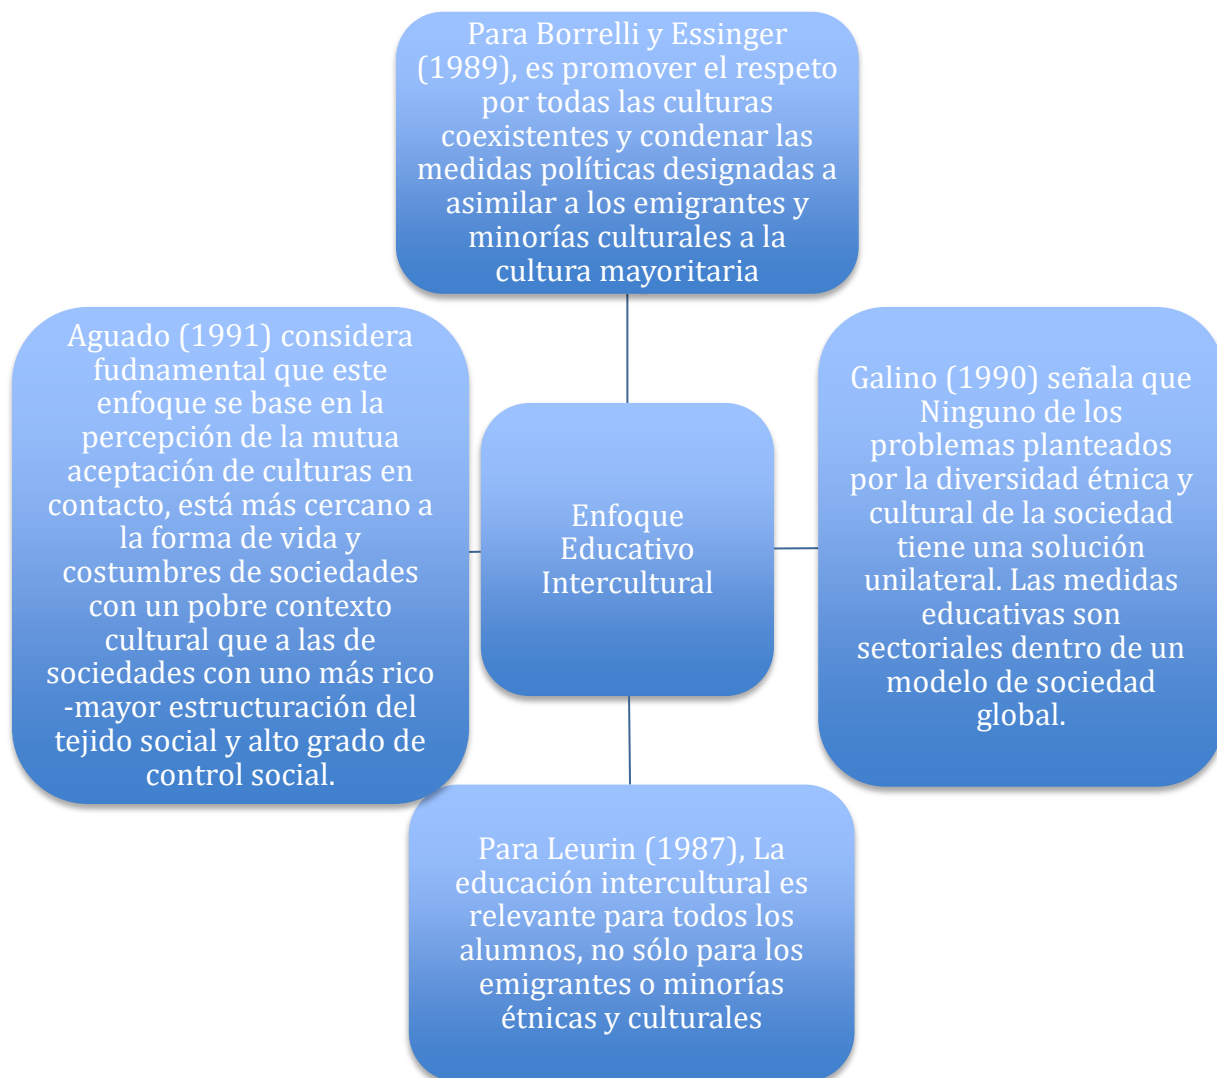 Para Borrelli y Essinger
(1989), es promover el respeto
por todas las culturas
coexistentes y condenar las
medidas políticas designadas a
asimilar a los emigrantes y
minorías culturales a la
cultura mayoritaria
Aguado (1991) considera
fudnamental que este
enfoque se base en la
percepción de la mutua
aceptación de culturas en
contacto, está más cercano a
la forma de vida y
costumbres de sociedades
con un pobre contexto
cultural que a las de
sociedades con uno más rico
-mayor estructuración del
tejido social y alto grado de
control social.
Enfoque
Educativo
Intercultural
Galino (1990) señala que
Ninguno de los
problemas planteados
por la diversidad étnica y
cultural de la sociedad
tiene una solución
unilateral. Las medidas
educativas son
sectoriales dentro de un
modelo de sociedad
global.
Para Leurin (1987), La
educación intercultural es
relevante para todos los
alumnos, no sólo para los
emigrantes o minorías
étnicas y culturales